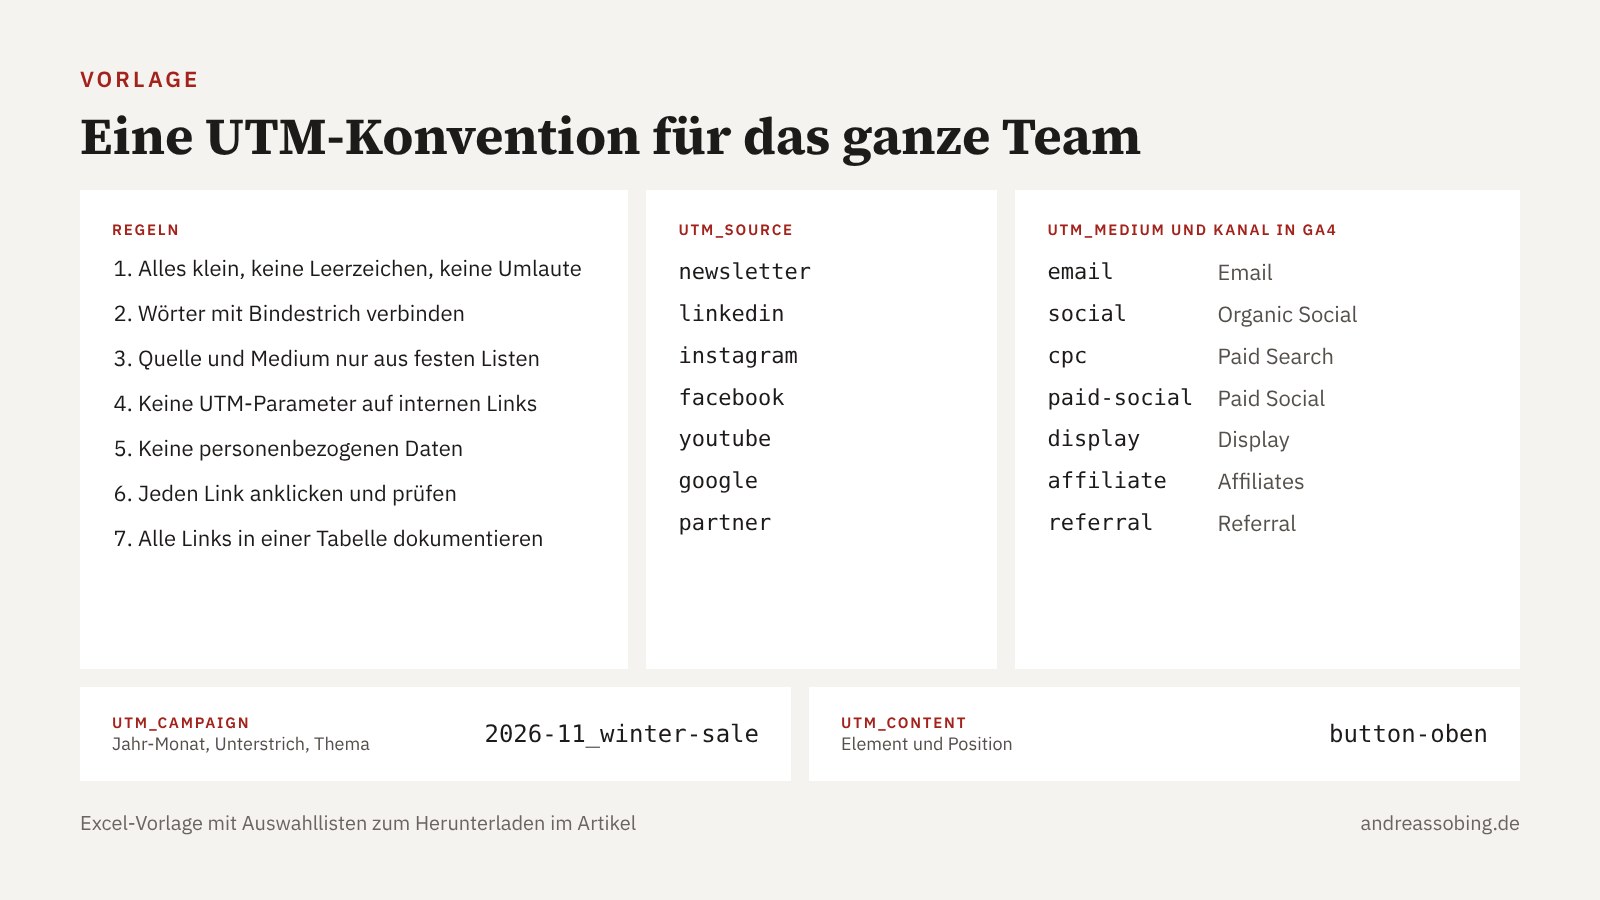 VORLAGE
Eine UTM-Konvention für das ganze Team
REGELN
1. Alles klein, keine Leerzeichen, keine Umlaute
2. Wörter mit Bindestrich verbinden
3. Quelle und Medium nur aus festen Listen
4. Keine UTM-Parameter auf internen Links
5. Keine personenbezogenen Daten
6. Jeden Link anklicken und prüfen
7. Alle Links in einer Tabelle dokumentieren
UTM_SOURCE
newsletter
linkedin
instagram
facebook
youtube
google
partner
UTM_MEDIUM UND KANAL IN GA4
email Email
social Organic Social
cpc Paid Search
paid-social Paid Social
display Display
affiliate Affiliates
referral Referral
UTM_CAMPAIGN
Jahr-Monat, Unterstrich, Thema
2026-11_winter-sale
UTM_CONTENT
Element und Position
button-oben
Excel-Vorlage mit Auswahllisten zum Herunterladen im Artikel
andreassobing.de